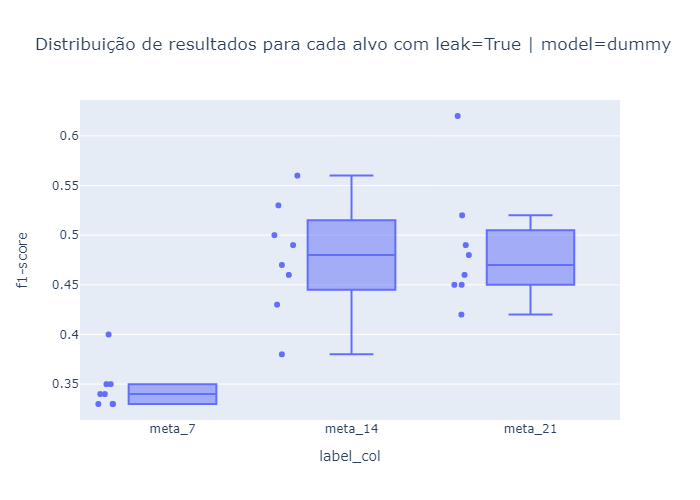 Distribuição de resultados para cada alvo com leak=True | model=dummy
0.6
0.55
0.5
0.45
0.4
0.35
f1-score
meta_7
meta_14
meta_21
label_col